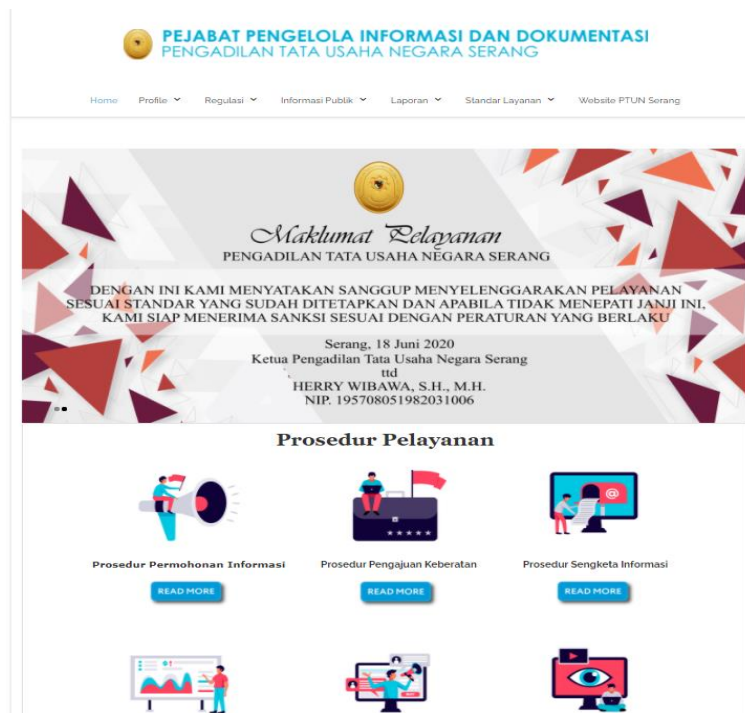 PEJABAT PENGELOLA INFORMASI DAN DOKUMENTASI
PENGADILAN TATA USAHA NEGARA SERANG
Home Profile Regulasi Informasi Publik Laporan Standar Layanan Website PTUN Serang
Maklumat Pelayanan
PENGADILAN TATA USAHA NEGARA SERANG
DENGAN INI KAMI MENYATAKAN SANGGUP MENYELENGGARAKAN PELAYANAN
SESUAI STANDAR YANG SUDAH DITETAPKAN DAN APABILA TIDAK MENEPATI JANJI INI,
KAMI SIAP MENERIMA SANKSI SESUAI DENGAN PERATURAN YANG BERLAKU
Serang, 18 Juni 2020
Ketua Pengadilan Tata Usaha Negara Serang
ttd
HERRY WIBAWA, S.H., M.H.
NIP. 195708051982031006
Prosedur Pelayanan
Prosedur Permohonan Informasi Prosedur Pengajuan Keberatan Prosedur Sengketa Informasi
READ MORE READ MORE READ MORE